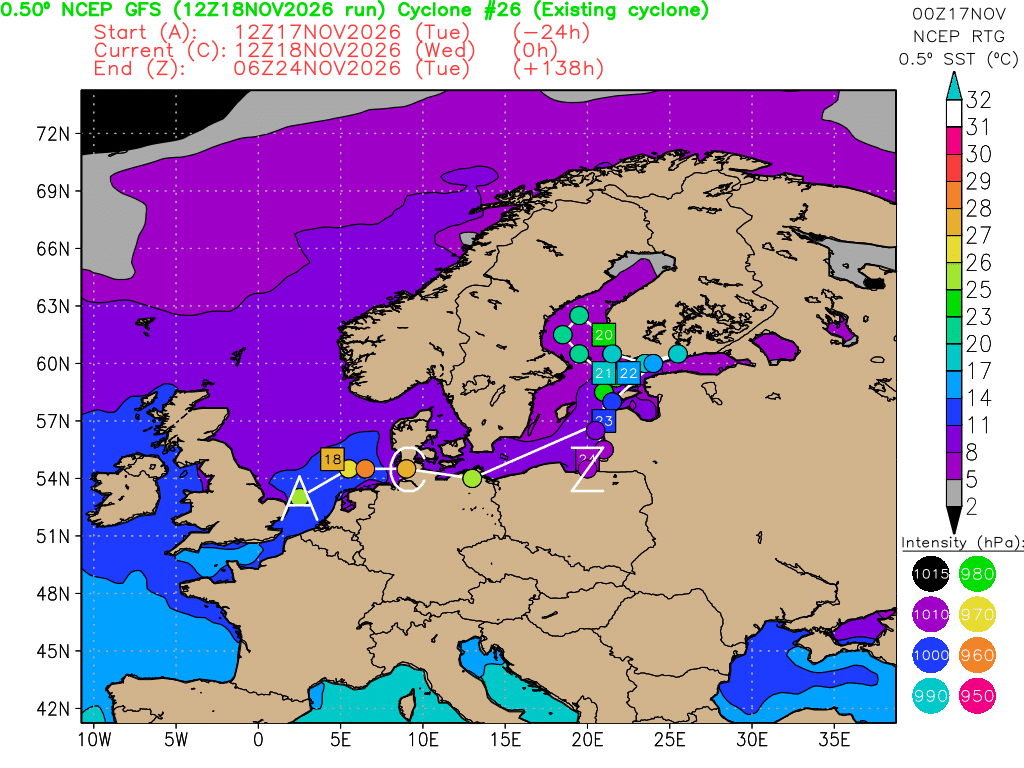 0.50º NCEP GFS (12Z18NOV2026 run) Cyclone #26 (Existing cyclone)
Start (A): 12Z17NOV2026 (Tue) (−24h)
Current (C): 12Z18NOV2026 (Wed) (0h)
End (Z): 06Z24NOV2026 (Tue) (+138h)
00Z17NOV
NCEP RTG
0.5º SST (ºC)
32
31
30
29
28
27
26
25
23
20
17
14
11
8
5
2
72N
69N
66N
63N
60N
57N
54N
51N
48N
45N
42N
10W 5W 0 5E 10E 15E 20E 25E 30E 35E
20
21 22
23
18
24
A
C
Z
Intensity (hPa):
1015 980
1010 970
1000 960
990 950